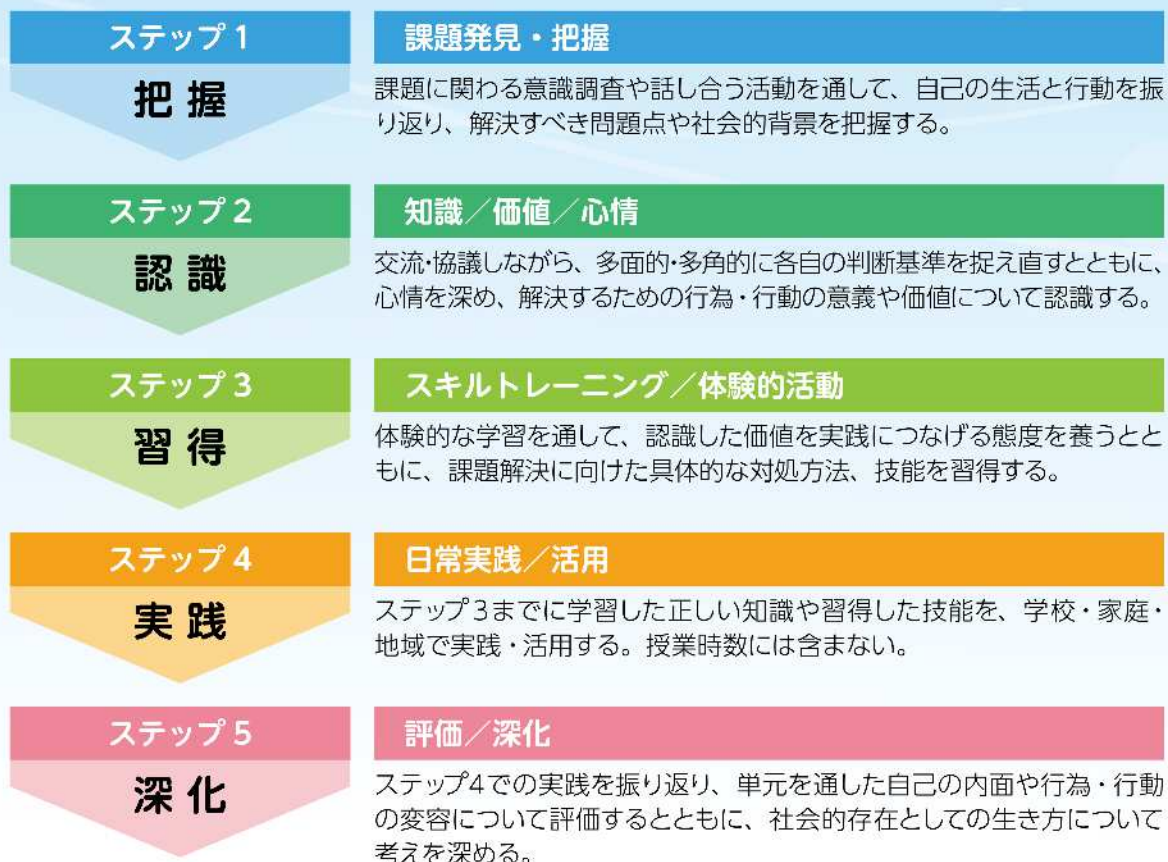 ステップ 1
把 握
課題発見・把握
課題に関わる意識調査や話し合う活動を通して、自己の生活と行動を振
り返り、解決すべき問題点や社会的背景を把握する。
ステップ 2
認 識
知識／価値／心情
交流・協議しながら、多面的・多角的に各自の判断基準を捉え直すとともに、
心情を深め、解決するための行為・行動の意義や価値について認識する。
ステップ 3
習 得
スキルトレーニング／体験的活動
体験的な学習を通して、認識した価値を実践につなげる態度を養うとと
もに、課題解決に向けた具体的な対処方法、技能を習得する。
ステップ 4
実 践
日常実践／活用
ステップ３までに学習した正しい知識や習得した技能を、学校・家庭・
地域で実践・活用する。授業時数には含まない。
ステップ 5
深 化
評価／深化
ステップ4での実践を振り返り、単元を通した自己の内面や行為・行動
の変容について評価するとともに、社会的存在としての生き方について
考えを深める。